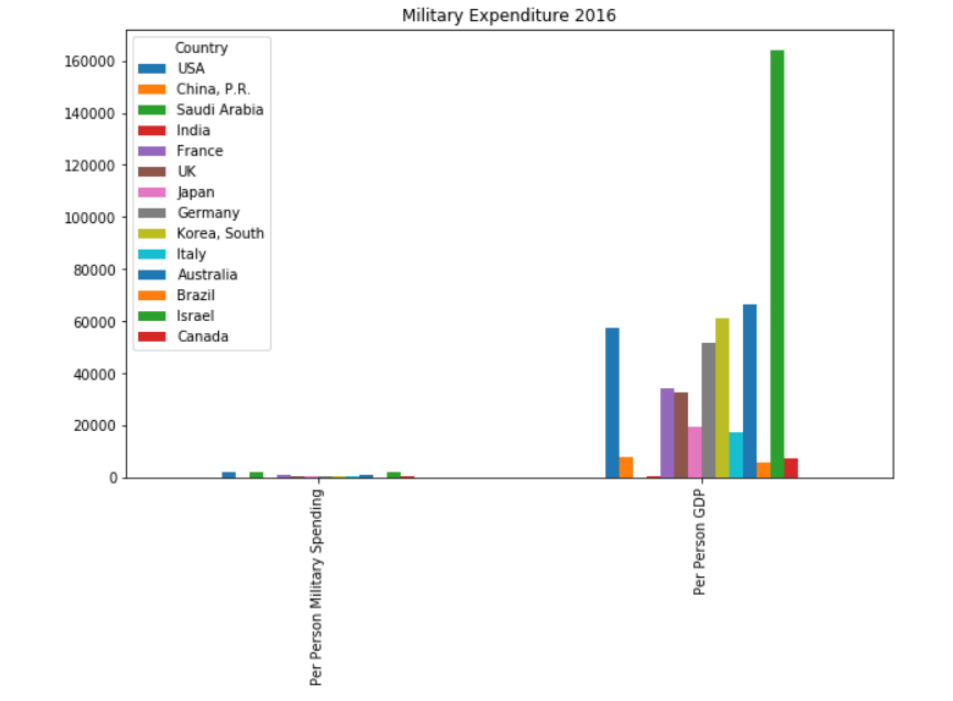 Military Expenditure 2016
Country
USA
China, P.R.
Saudi Arabia
India
France
UK
Japan
Germany
Korea, South
Italy
Australia
Brazil
Israel
Canada
160000
140000
120000
100000
80000
60000
40000
20000
0
Per Person Military Spending
Per Person GDP